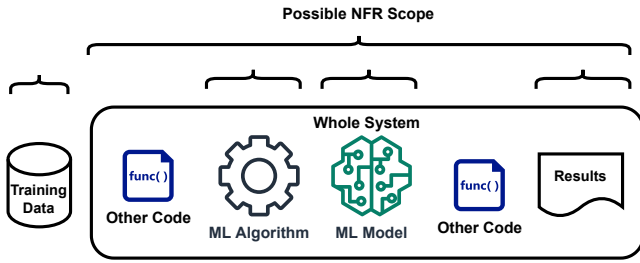 Possible NFR Scope
Whole System
Training
Data
func( )
Other Code
ML Algorithm
ML Model
func( )
Other Code
Results